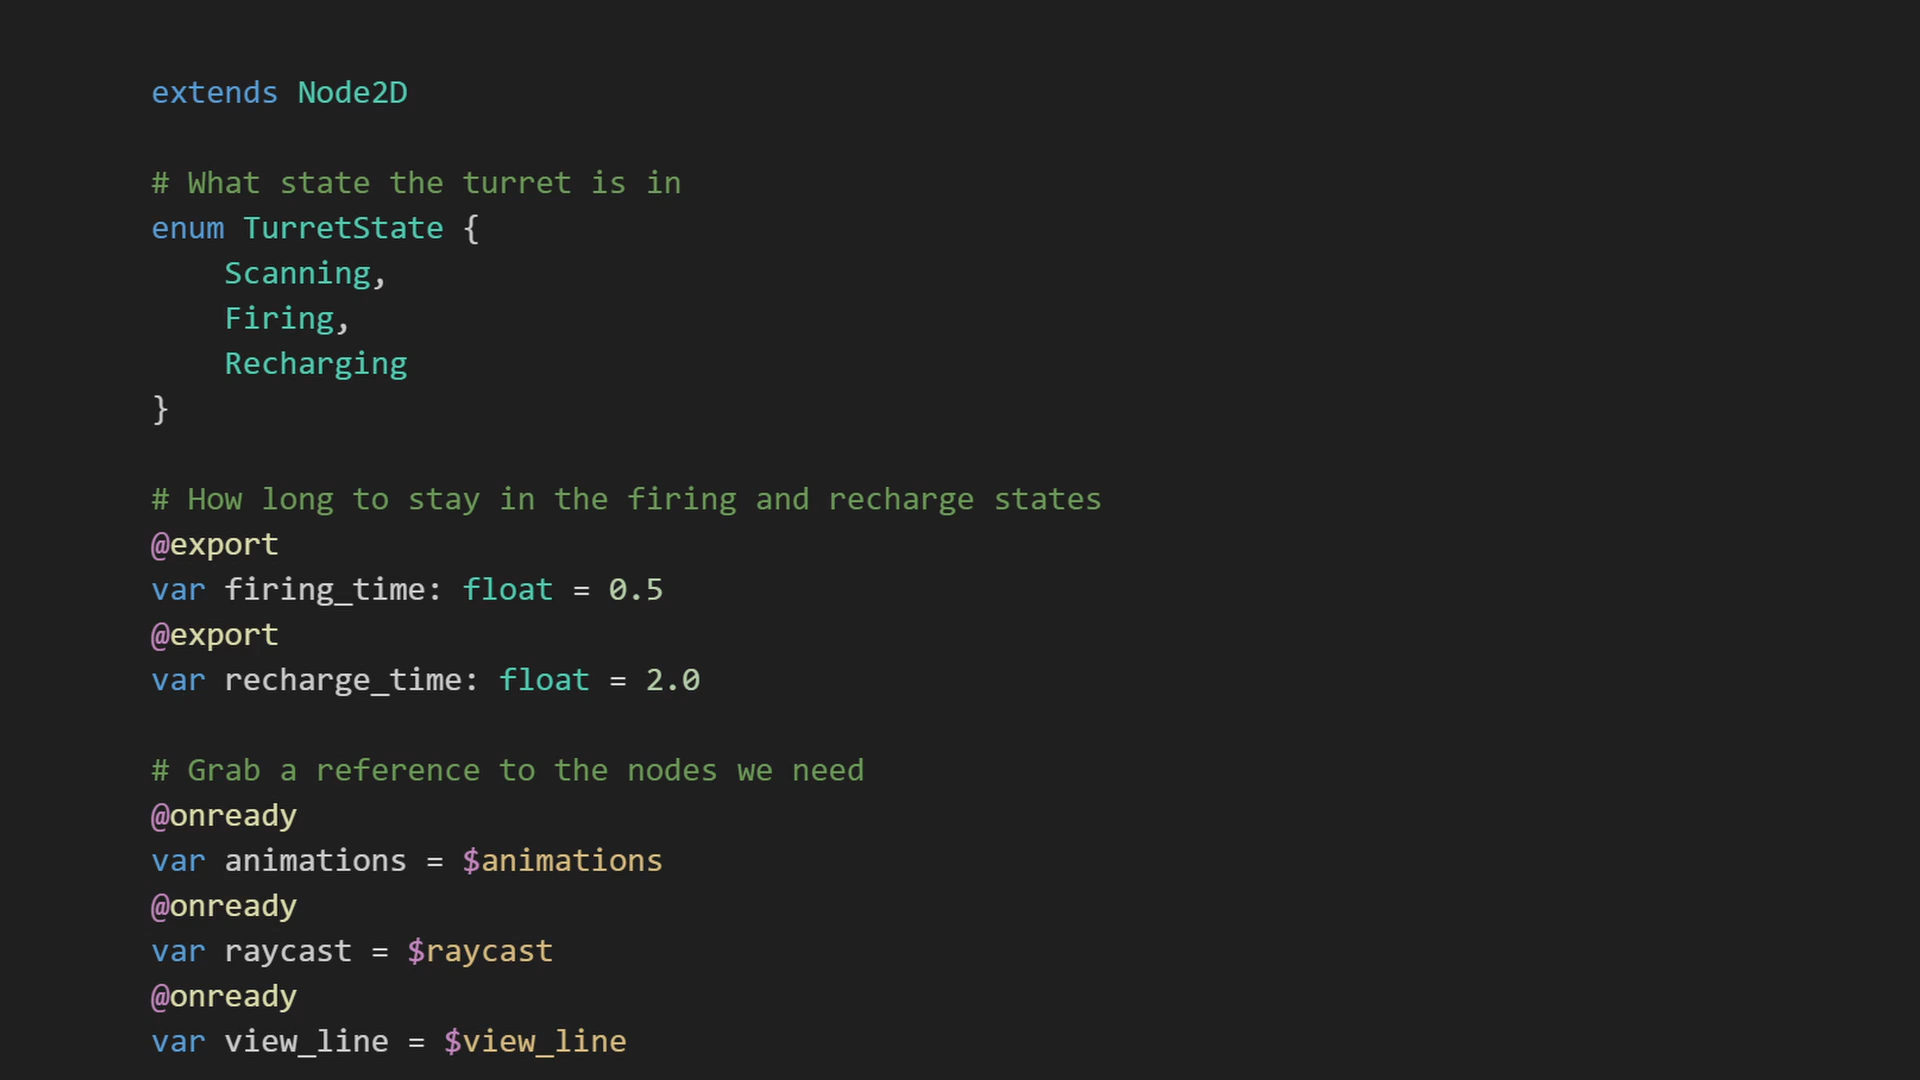 extends Node2D
# What state the turret is in
enum TurretState {
    Scanning,
    Firing,
    Recharging
}
# How long to stay in the firing and recharge states
@export
var firing_time: float = 0.5
@export
var recharge_time: float = 2.0
# Grab a reference to the nodes we need
@onready
var animations = $animations
@onready
var raycast = $raycast
@onready
var view_line = $view_line